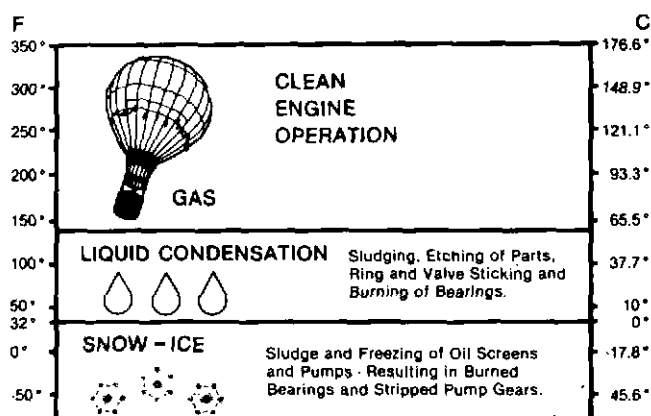 F
C
350°
176.6°
300°
148.9°
CLEAN
ENGINE
OPERATION
250°
121.1°
200°
93.3°
GAS
150°
65.5°
LIQUID CONDENSATION
Sludging, Etching of Parts,
Ring and Valve Sticking and
Burning of Bearings.
100°
37.7°
50°
10°
32°
0°
SNOW - ICE
Sludge and Freezing of Oil Screens
and Pumps - Resulting in Burned
Bearings and Stripped Pump Gears.
0°
-17.8°
-50°
45.6°